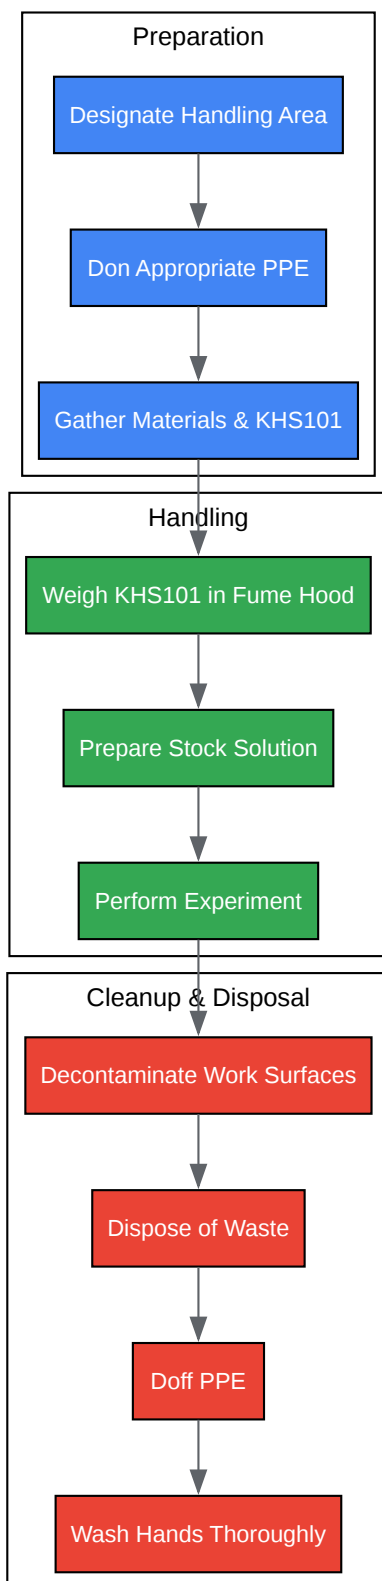 Preparation
Designate Handling Area
Don Appropriate PPE
Gather Materials & KHS101
Handling
Weigh KHS101 in Fume Hood
Prepare Stock Solution
Perform Experiment
Cleanup & Disposal
Decontaminate Work Surfaces
Dispose of Waste
Doff PPE
Wash Hands Thoroughly